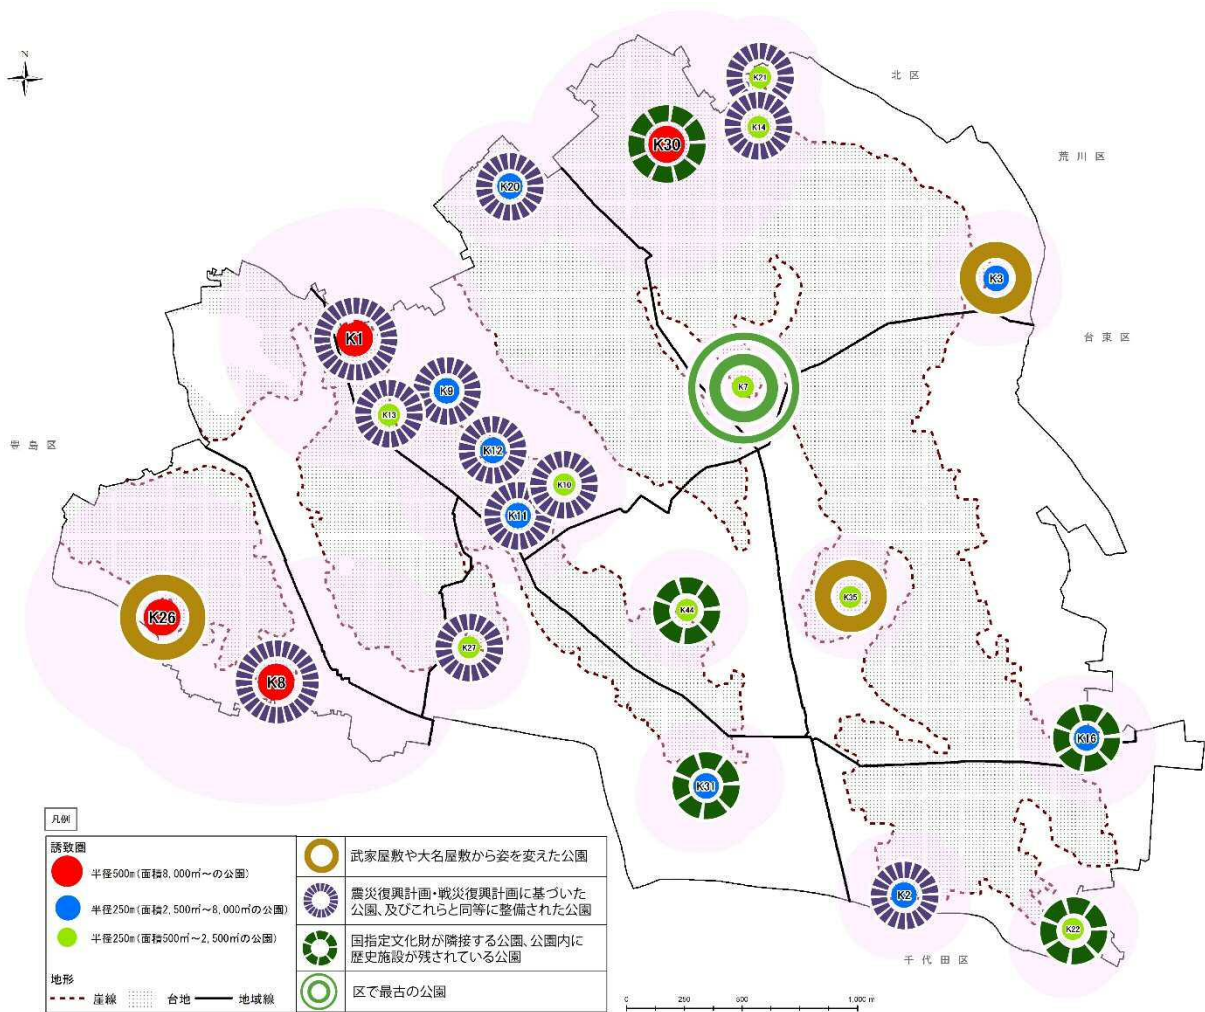 N
北区
荒川区
台東区
豊島区
千代田区
K21
K14
K30
K20
K3
K1
K9
K13
K7
K12
K10
K11
K44
K35
K26
K27
K8
K16
K31
K2
K22
凡例
誘致圏
半径500m(面積8,000㎡～の公園)
半径250m(面積2,500㎡～8,000㎡の公園)
半径250m(面積500㎡～2,500㎡の公園)
地形
崖線 台地 地域線
武家屋敷や大名屋敷から姿を変えた公園
震災復興計画・戦災復興計画に基づいた
公園、及びこれらと同等に整備された公園
国指定文化財が隣接する公園、公園内に
歴史施設が残されている公園
区で最古の公園
0 250 500 1,000 m